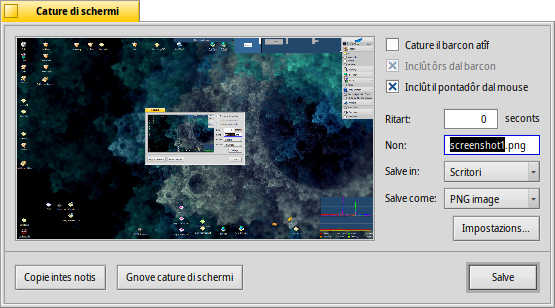 Cature di schermi
Cature il barcon atîf
Inclût ôrs dal barcon
Inclût il pontadôr dal mouse
Ritart: 0 seconts
Non: screenshot1.png
Salve in: Scritori
Salve come: PNG image
Impostazions...
Copie intes notis
Gnove cature di schermi
Salve